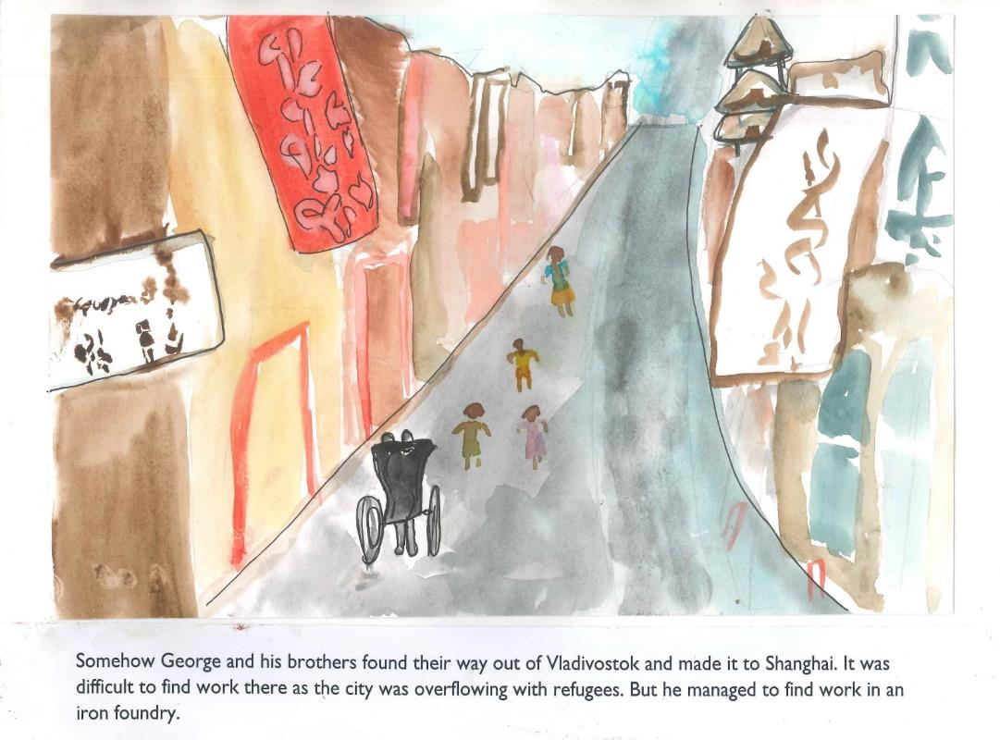 Somehow George and his brothers found their way out of Vladivostok and made it to Shanghai. It was
difficult to find work there as the city was overflowing with refugees. But he managed to find work in an
iron foundry.